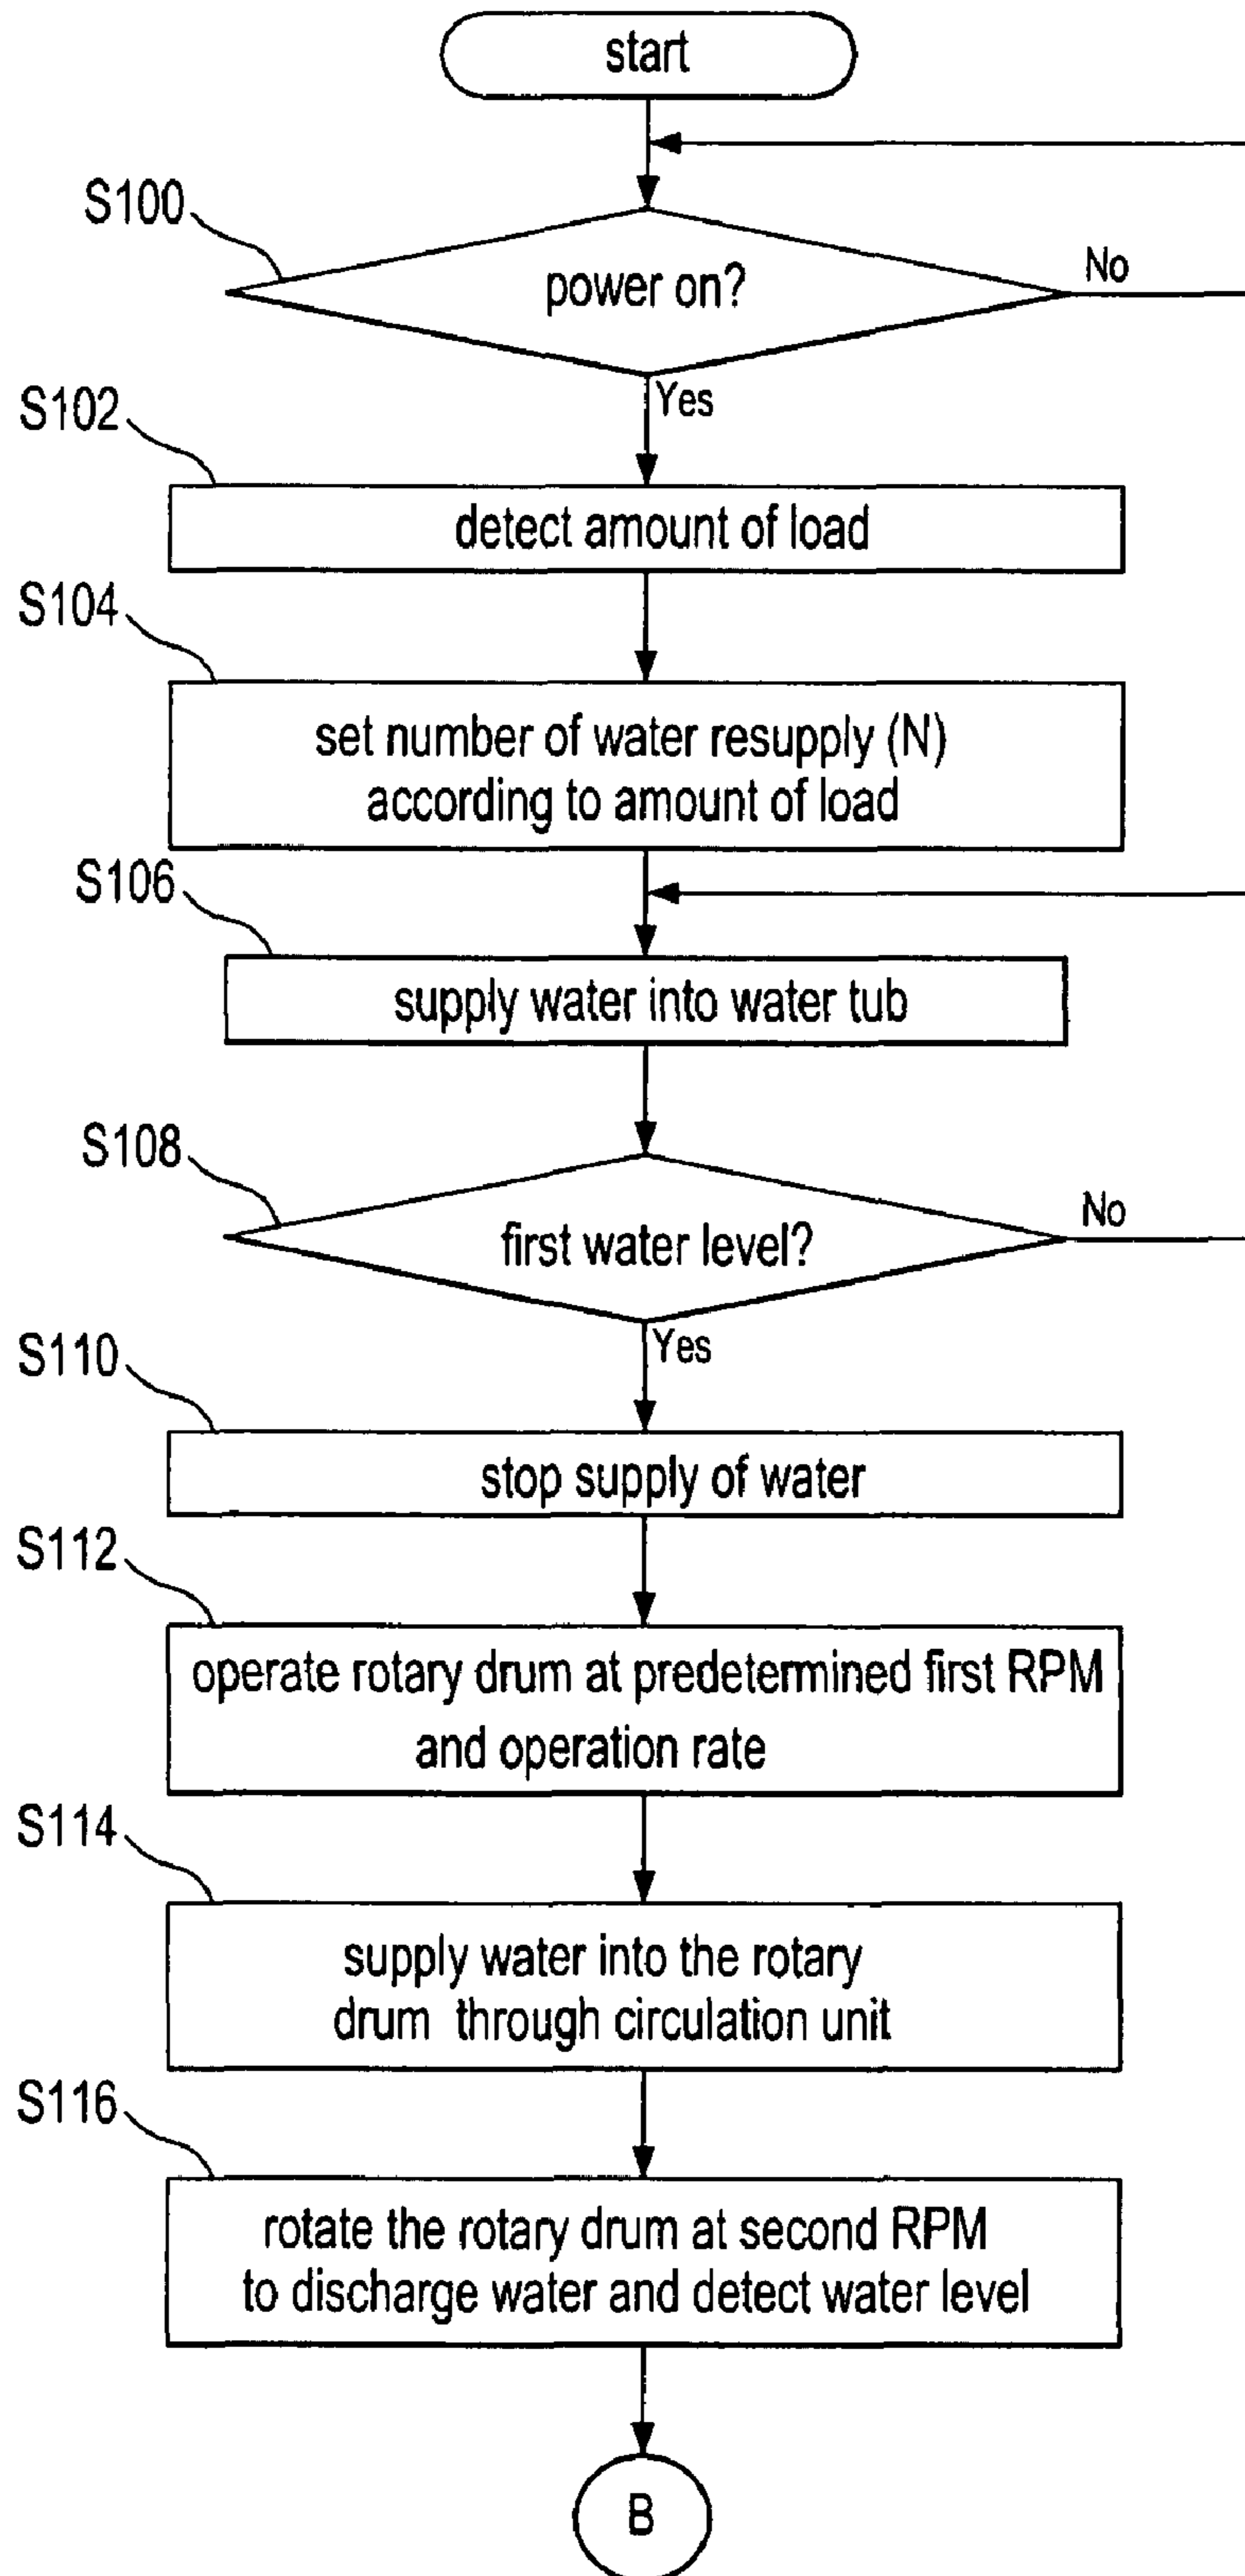 start
S100
power on?
No
Yes
S102
detect amount of load
S104
set number of water resupply (N)
according to amount of load
S106
supply water into water tub
S108
first water level?
No
Yes
S110
stop supply of water
S112
operate rotary drum at predetermined first RPM
and operation rate
S114
supply water into the rotary
drum through circulation unit
S116
rotate the rotary drum at second RPM
to discharge water and detect water level
B